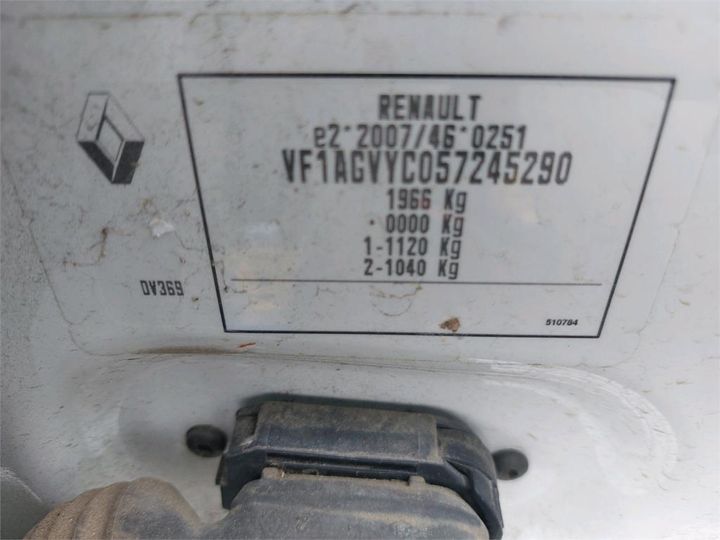 RENAULT
e2*2007/46*0251
VF1AGVYC057245290
1966 Kg
0000 Kg
1-1120 Kg
2-1040 Kg
DV369
510784